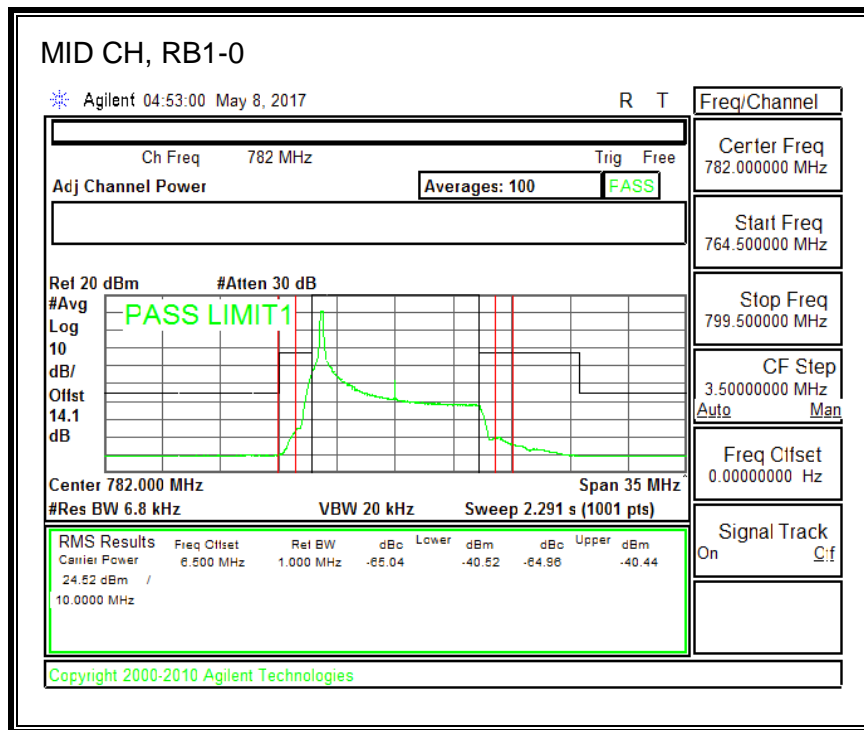 MID CH, RB1-0
Agilent 04:53:00 May 8, 2017 R T
Freq/Channel
Ch Freq 782 MHz Trig Free
Adj Channel Power Averages: 100 PASS
Center Freq
782.000000 MHz
Start Freq
764.500000 MHz
Stop Freq
799.500000 MHz
CF Step
3.50000000 MHz
Auto Man
Freq Offset
0.00000000 Hz
Signal Track
On Off
Ref 20 dBm #Atten 30 dB
#Avg
Log
10
dB/
Offst
14.1
dB
PASS LIMIT1
Center 782.000 MHz Span 35 MHz
#Res BW 6.8 kHz VBW 20 kHz Sweep 2.291 s (1001 pts)
RMS Results Freq Offset Ref BW dBc Lower dBm dBc Upper dBm
Carrier Power 6.500 MHz 1.000 MHz -65.04 -40.52 -64.96 -40.44
24.52 dBm /
10.0000 MHz
Copyright 2000-2010 Agilent Technologies